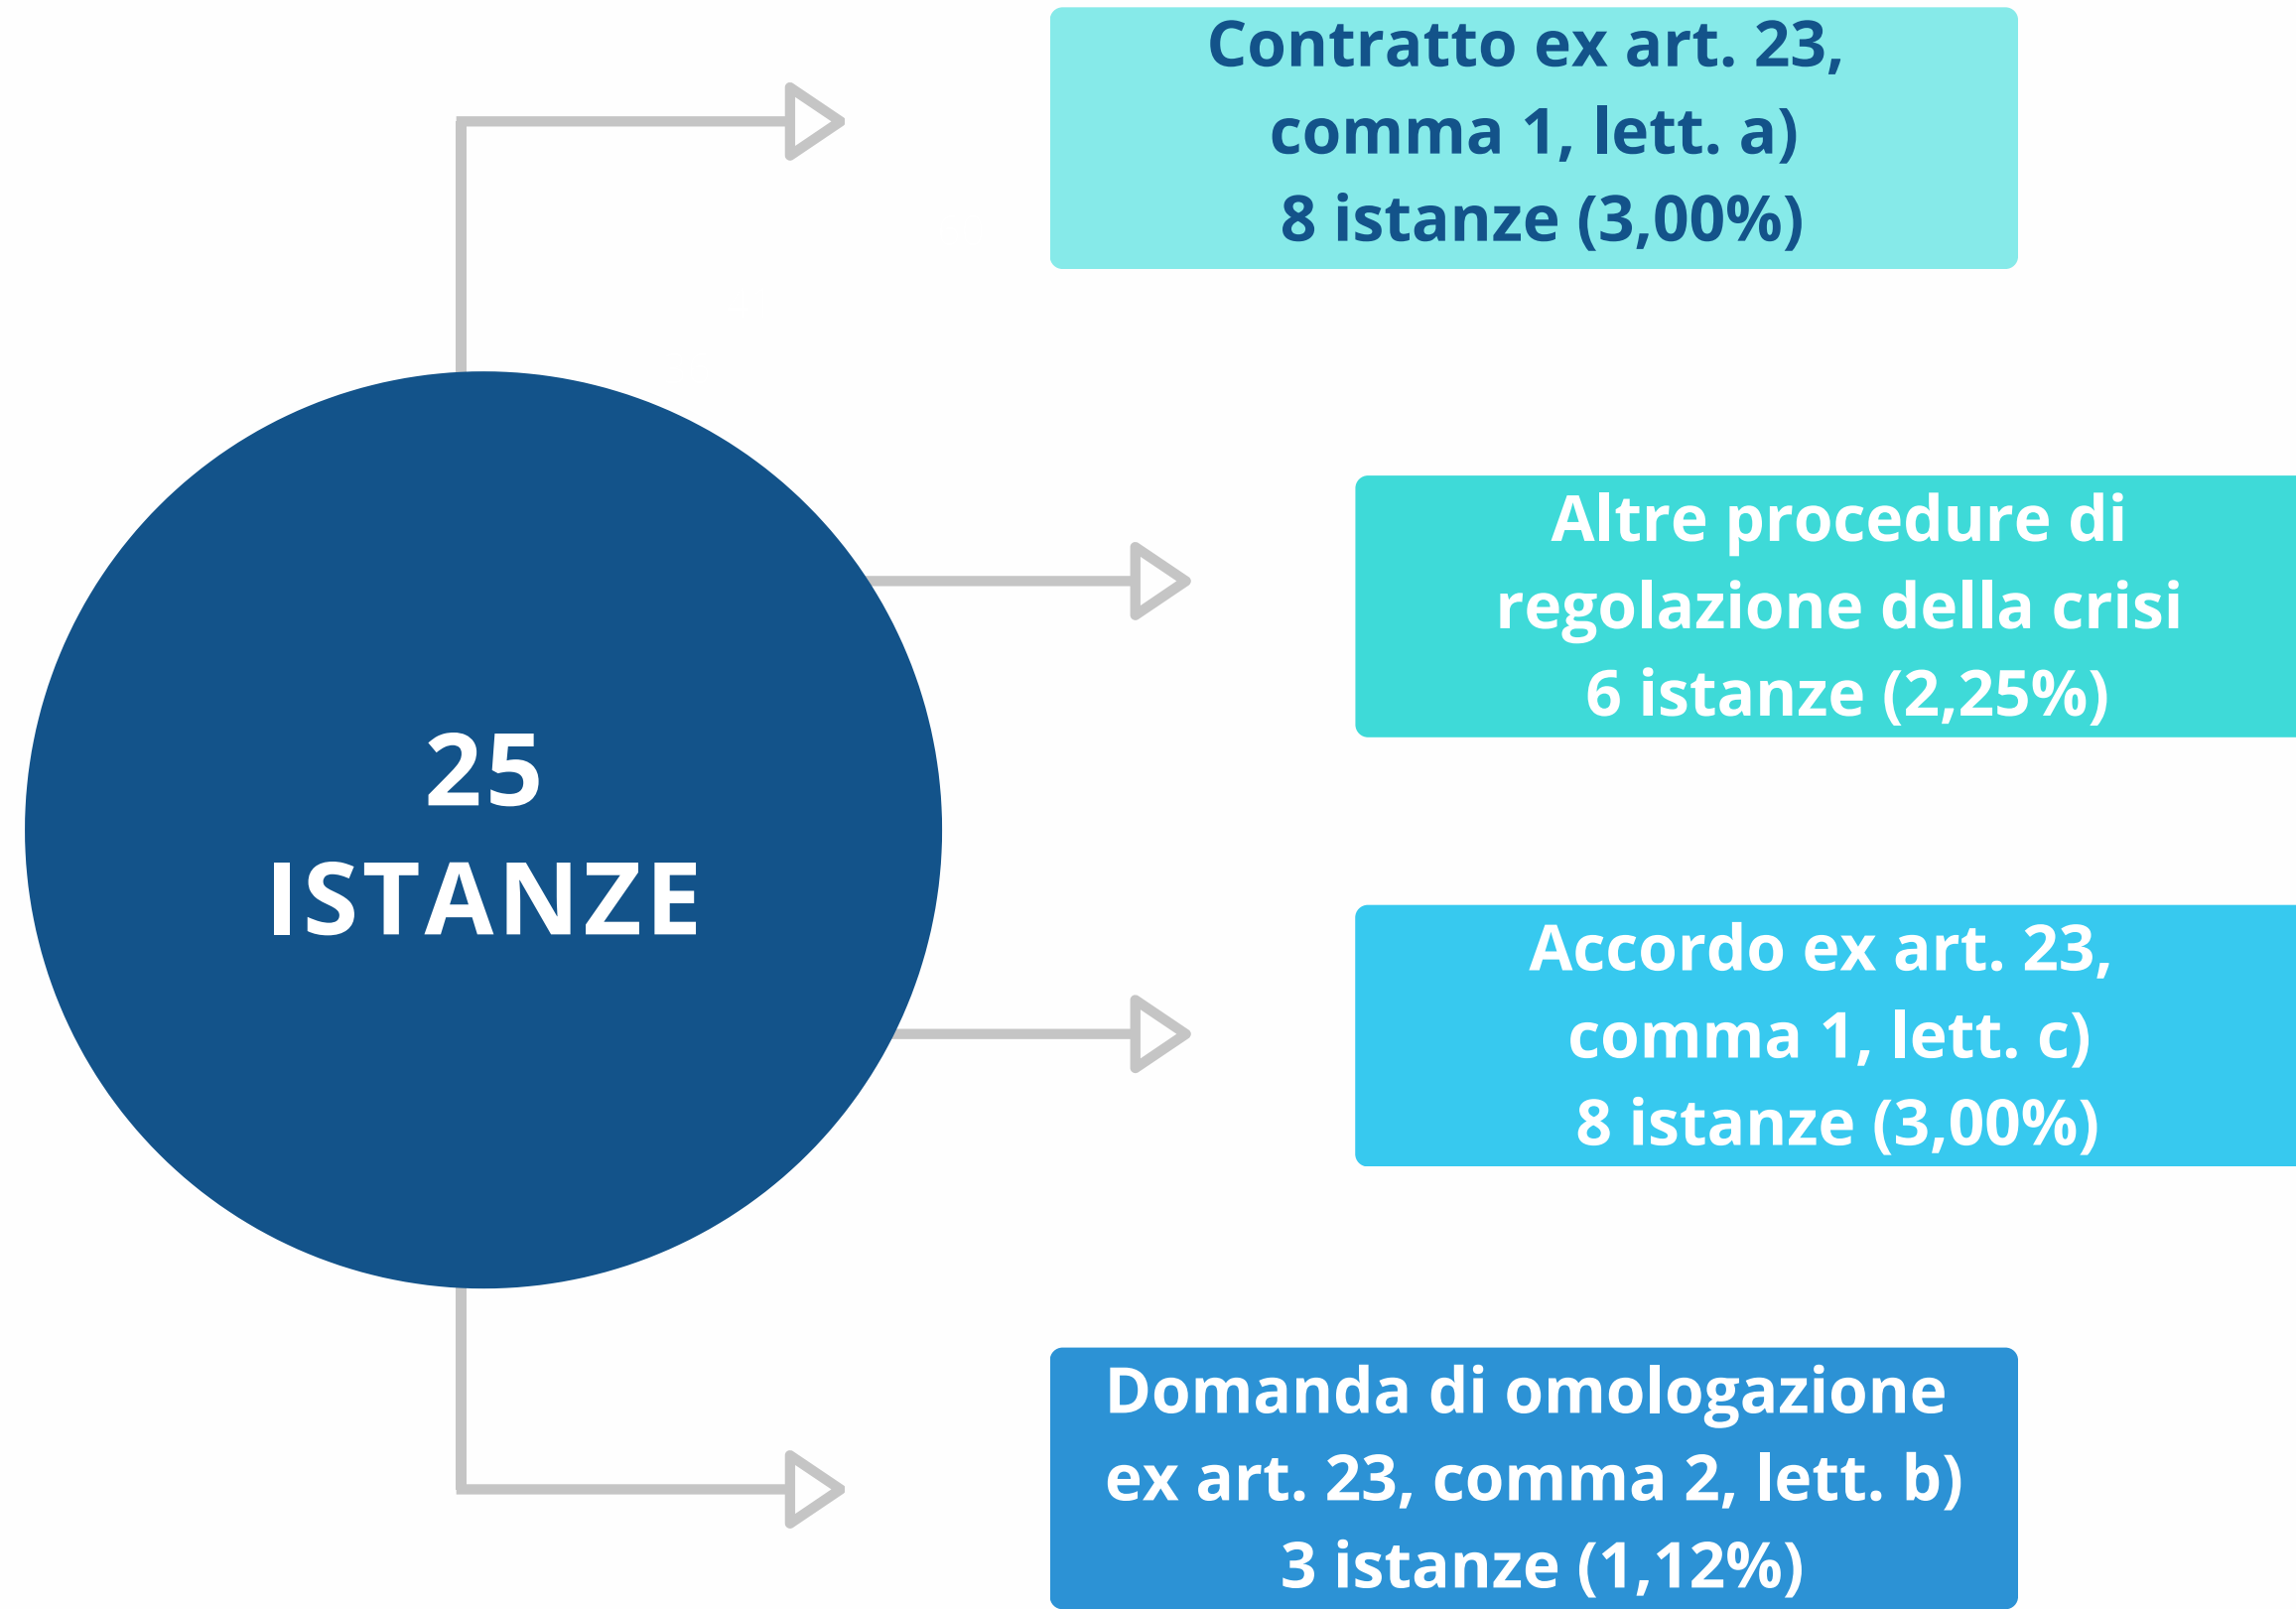 Contratto ex art. 23,
comma 1, lett. a)
8 istanze (3,00%)
Altre procedure di
regolazione della crisi
6 istanze (2,25%)
25
ISTANZE
Accordo ex art. 23,
comma 1, lett. c)
8 istanze (3,00%)
Domanda di omologazione
ex art. 23, comma 2, lett. b)
3 istanze (1,12%)